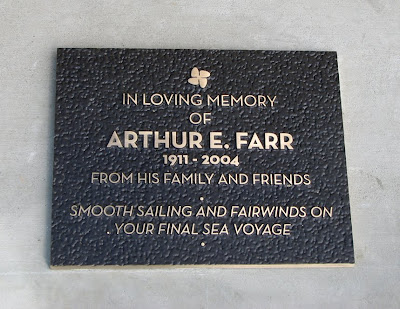 IN LOVING MEMORY
OF
ARTHUR E. FARR
1911 - 2004
FROM HIS FAMILY AND FRIENDS
SMOOTH SAILING AND FAIRWINDS ON
YOUR FINAL SEA VOYAGE